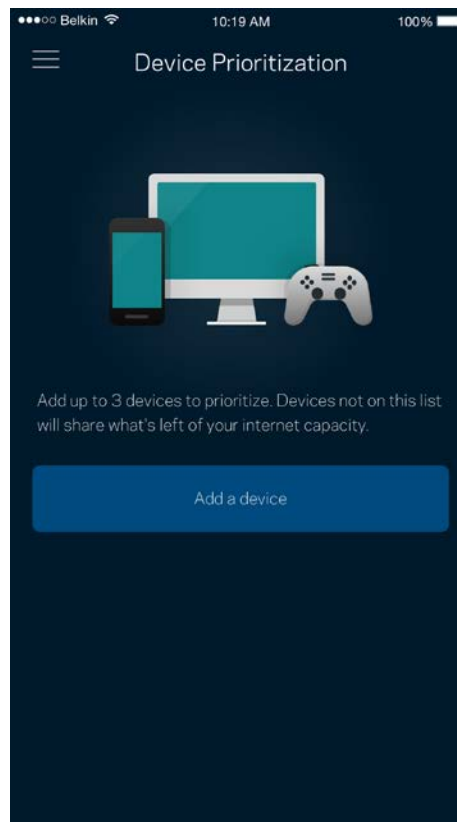 Belkin 10:19 AM 100%
Device Prioritization
Add up to 3 devices to prioritize. Devices not on this list
will share what's left of your internet capacity.
Add a device